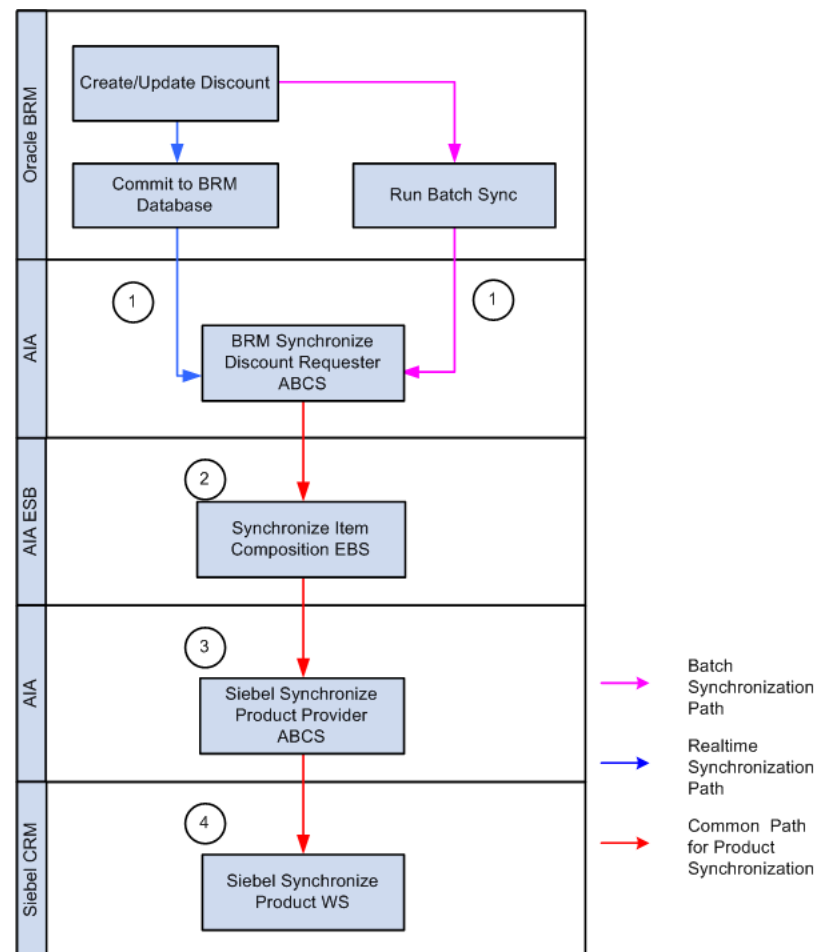 Oracle BRM
Create/Update Discount
Commit to BRM
Database
Run Batch Sync
AIA
1
1
BRM Synchronize
Discount Requester
ABCS
AIA ESB
2
Synchronize Item
Composition EBS
AIA
3
Siebel Synchronize
Product Provider
ABCS
Siebel CRM
4
Siebel Synchronize
Product WS
Batch
Synchronization
Path
Realtime
Synchronization
Path
Common Path
for Product
Synchronization